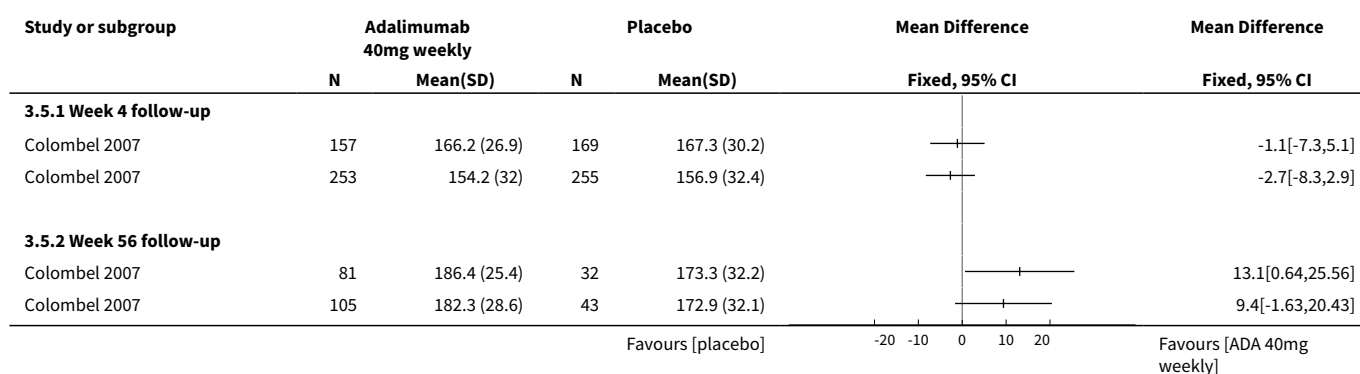 Study or subgroup Adalimumab 40mg weekly Placebo Mean Difference Mean Difference
N Mean(SD) N Mean(SD) Fixed, 95% CI Fixed, 95% CI
3.5.1 Week 4 follow-up
Colombel 2007 157 166.2 (26.9) 169 167.3 (30.2) -1.1[-7.3,5.1]
Colombel 2007 253 154.2 (32) 255 156.9 (32.4) -2.7[-8.3,2.9]
3.5.2 Week 56 follow-up
Colombel 2007 81 186.4 (25.4) 32 173.3 (32.2) 13.1[0.64,25.56]
Colombel 2007 105 182.3 (28.6) 43 172.9 (32.1) 9.4[-1.63,20.43]
Favours [placebo] -20 -10 0 10 20 Favours [ADA 40mg weekly]